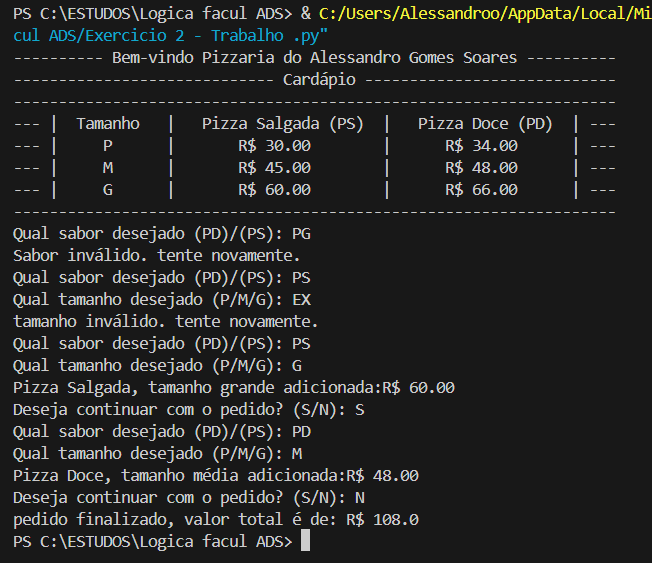 PS C:\ESTUDOS\Logica facul ADS> & C:/Users/Alessandroo/AppData/Local/Mi
cul ADS/Exercicio 2 - Trabalho .py"
---------- Bem-vindo Pizzaria do Alessandro Gomes Soares ----------
----------------------------- Cardápio ----------------------------
-------------------------------------------------------------------
--- |  Tamanho   |   Pizza Salgada (PS)  |   Pizza Doce (PD)  | ---
--- |     P      |       R$ 30.00        |      R$ 34.00      | ---
--- |     M      |       R$ 45.00        |      R$ 48.00      | ---
--- |     G      |       R$ 60.00        |      R$ 66.00      | ---
-------------------------------------------------------------------
Qual sabor desejado (PD)/(PS): PG
Sabor inválido. tente novamente.
Qual sabor desejado (PD)/(PS): PS
Qual tamanho desejado (P/M/G): EX
tamanho inválido. tente novamente.
Qual sabor desejado (PD)/(PS): PS
Qual tamanho desejado (P/M/G): G
Pizza Salgada, tamanho grande adicionada:R$ 60.00
Deseja continuar com o pedido? (S/N): S
Qual sabor desejado (PD)/(PS): PD
Qual tamanho desejado (P/M/G): M
Pizza Doce, tamanho média adicionada:R$ 48.00
Deseja continuar com o pedido? (S/N): N
pedido finalizado, valor total é de: R$ 108.0
PS C:\ESTUDOS\Logica facul ADS>